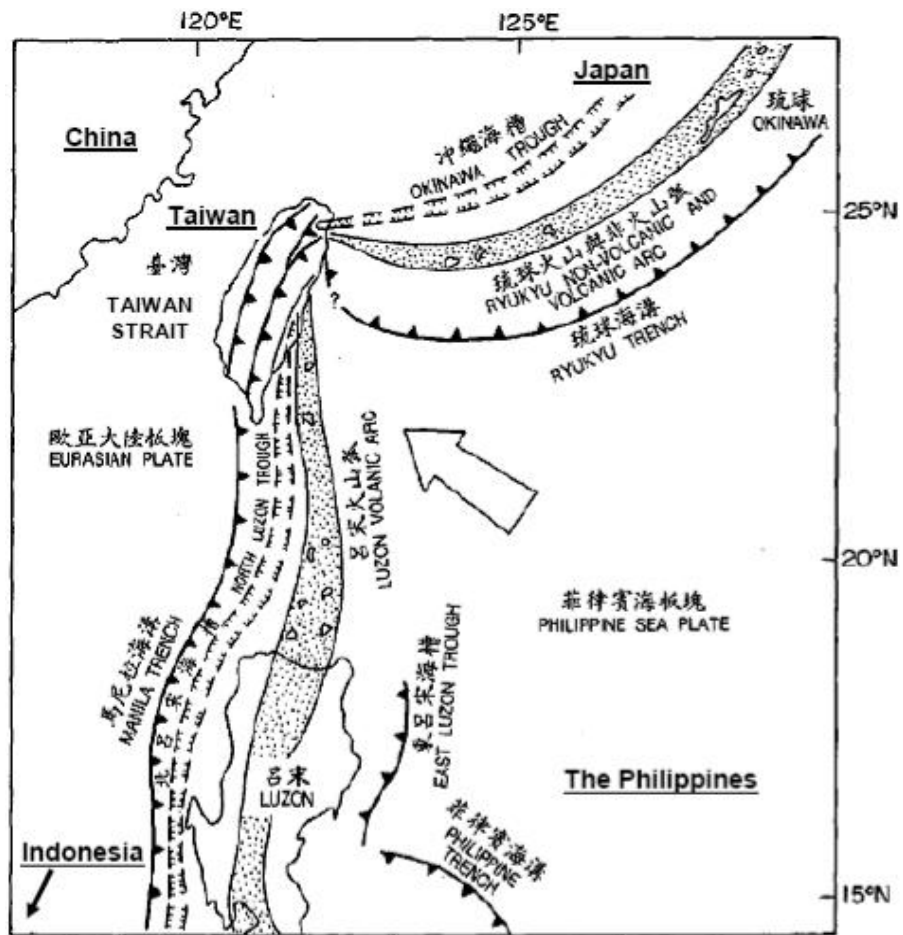 120°E
125°E
Japan
China
琉球
OKINAWA
沖繩海槽
OKINAWA TROUGH
25°N
Taiwan
臺灣
琉球火山與非火山弧
RYUKYU NON-VOLCANIC AND
VOLCANIC ARC
TAIWAN
STRAIT
?
琉球海溝
RYUKYU TRENCH
歐亞大陸板塊
EURASIAN PLATE
NORTH LUZON TROUGH
北呂宋海槽
呂宋火山弧
LUZON VOLANIC ARC
20°N
菲律賓海板塊
PHILIPPINE SEA PLATE
馬尼拉海溝
MANILA TRENCH
東呂宋海槽
EAST LUZON TROUGH
呂宋
LUZON
The Philippines
菲律賓海溝
PHILIPPINE
TRENCH
Indonesia
15°N